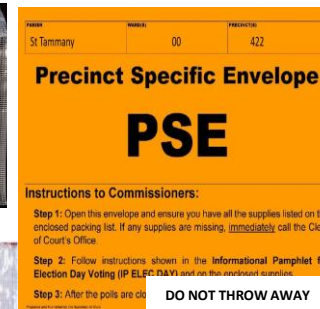 PARISH WARD(S) PRECINCT(S)
St Tammany 00 422
Precinct Specific Envelope
PSE
Instructions to Commissioners:
Step 1: Open this envelope and ensure you have all the supplies listed on
enclosed packing list. If any supplies are missing, immediately call the Cle
of Court's Office.
Step 2: Follow instructions shown in the Informational Pamphlet f
Election Day Voting (IP ELEC DAY) and on the enclosed supplies.
Step 3: After the polls are clo
DO NOT THROW AWAY